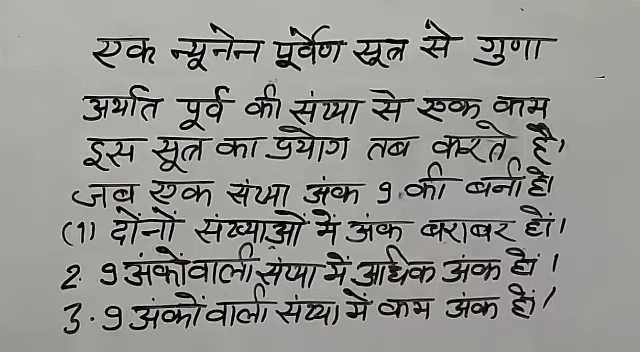 एक न्यूनेन पूर्वेण सूत्र से गुणा
अर्थात पूर्व की संख्या से एक कम
इस सूत्र का प्रयोग तब करते है।
जब एक संख्या अंक 9 की बनी हो
(1) दोनों संख्याओं में अंक बराबर हों।
2. 9 अंकोंवाली संख्या में अधिक अंक हों।
3. 9 अंकों वाली संख्या में कम अंक हों।